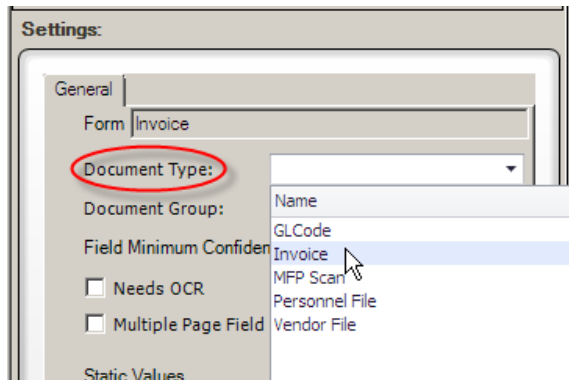 Settings:
General
Form Invoice
Document Type:
Name
Document Group:
GLCode
Field Minimum
Invoice
MFP Scan
Needs OCR
Personnel File
Multiple Page Field
Vendor File
Static Values